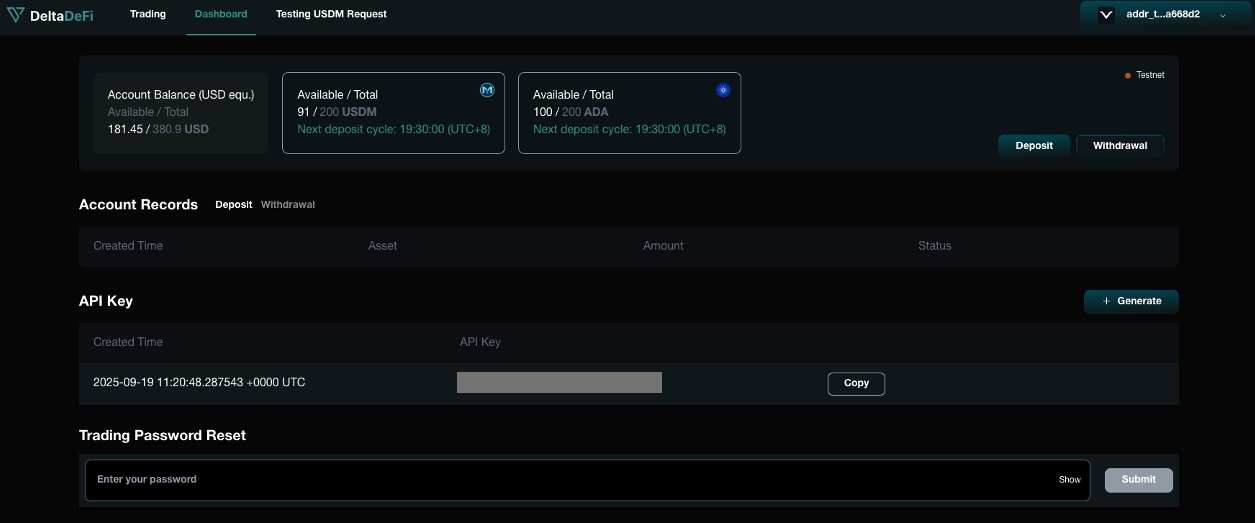 DeltaDeFi Trading Dashboard Testing USDM Request addr_t...a668d2
Testnet
Account Balance (USD equ.)
Available / Total
181.45 / 380.9 USD
Available / Total
91 / 200 USDM
Next deposit cycle: 19:30:00 (UTC+8)
Available / Total
100 / 200 ADA
Next deposit cycle: 19:30:00 (UTC+8)
Deposit Withdrawal
Account Records Deposit Withdrawal
Created Time Asset Amount Status
API Key + Generate
Created Time API Key
2025-09-19 11:20:48.287543 +0000 UTC Copy
Trading Password Reset
Enter your password Show Submit